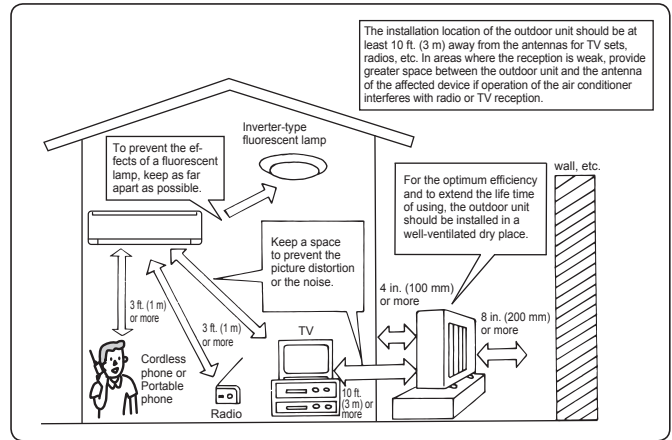 The installation location of the outdoor unit should be at
least 10 ft. (3 m) away from the antennas for TV sets,
radios, etc. In areas where the reception is weak, provide
greater space between the outdoor unit and the antenna
of the affected device if operation of the air conditioner
interferes with radio or TV reception.
Inverter-type
fluorescent lamp
To prevent the ef-
fects of a fluorescent
lamp, keep as far
apart as possible.
wall, etc.
For the optimum efficiency
and to extend the life time
of using, the outdoor unit
should be installed in a
well-ventilated dry place.
Keep a space
to prevent the
picture distortion
or the noise.
4 in. (100 mm)
or more
8 in. (200 mm)
or more
3 ft. (1 m)
or more
3 ft. (1 m)
or more
TV
Cordless
phone or
Portable
phone
Radio
10 ft.
(3 m) or
more